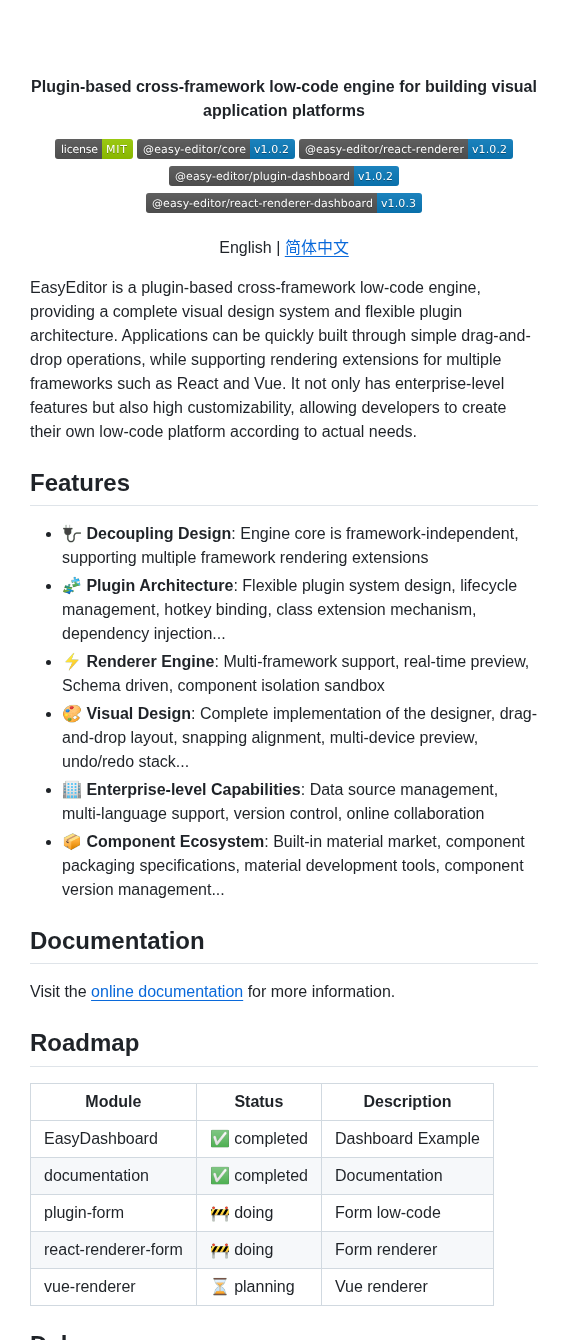 Plugin-based cross-framework low-code engine for building visual
application platforms
license MIT @easy-editor/core v1.0.2 @easy-editor/react-renderer v1.0.2
@easy-editor/plugin-dashboard v1.0.2
@easy-editor/react-renderer-dashboard v1.0.3
English | 简体中文
EasyEditor is a plugin-based cross-framework low-code engine,
providing a complete visual design system and flexible plugin
architecture. Applications can be quickly built through simple drag-and-
drop operations, while supporting rendering extensions for multiple
frameworks such as React and Vue. It not only has enterprise-level
features but also high customizability, allowing developers to create
their own low-code platform according to actual needs.
Features
Decoupling Design: Engine core is framework-independent,
supporting multiple framework rendering extensions
Plugin Architecture: Flexible plugin system design, lifecycle
management, hotkey binding, class extension mechanism,
dependency injection...
Renderer Engine: Multi-framework support, real-time preview,
Schema driven, component isolation sandbox
Visual Design: Complete implementation of the designer, drag-
and-drop layout, snapping alignment, multi-device preview,
undo/redo stack...
Enterprise-level Capabilities: Data source management,
multi-language support, version control, online collaboration
Component Ecosystem: Built-in material market, component
packaging specifications, material development tools, component
version management...
Documentation
Visit the online documentation for more information.
Roadmap
Module Status Description
EasyDashboard ✅ completed Dashboard Example
documentation ✅ completed Documentation
plugin-form 🚧 doing Form low-code
react-renderer-form 🚧 doing Form renderer
vue-renderer ⏳ planning Vue renderer